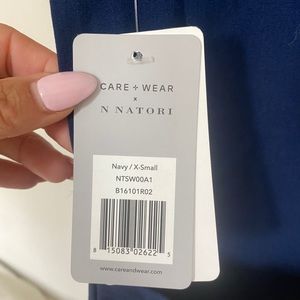 CARE + WEAR
x
N NATORI
Navy / X-Small
NTSW00A1
B16101R02
8 15083 02622 5
www.careandwear.com